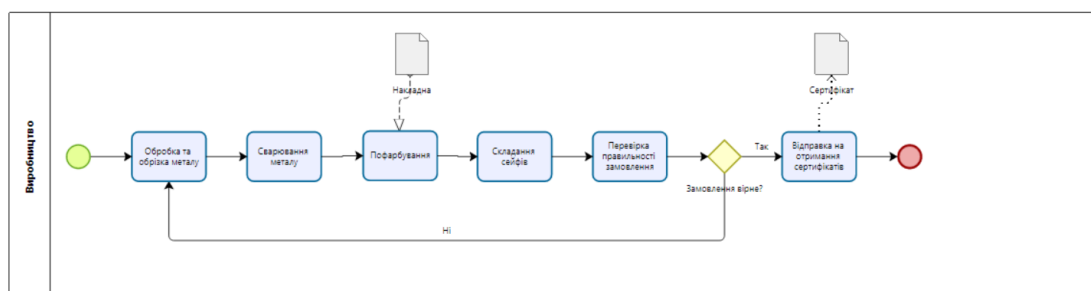 Виробництво
Накладна
Сертифікат
Обробка та
обрізка металу
Сварювання
металу
Пофарбування
Складання
сейфів
Перевірка
правильності
замовлення
Замовлення вірне?
Так
Відправка на
отримання
сертифікатів
Ні